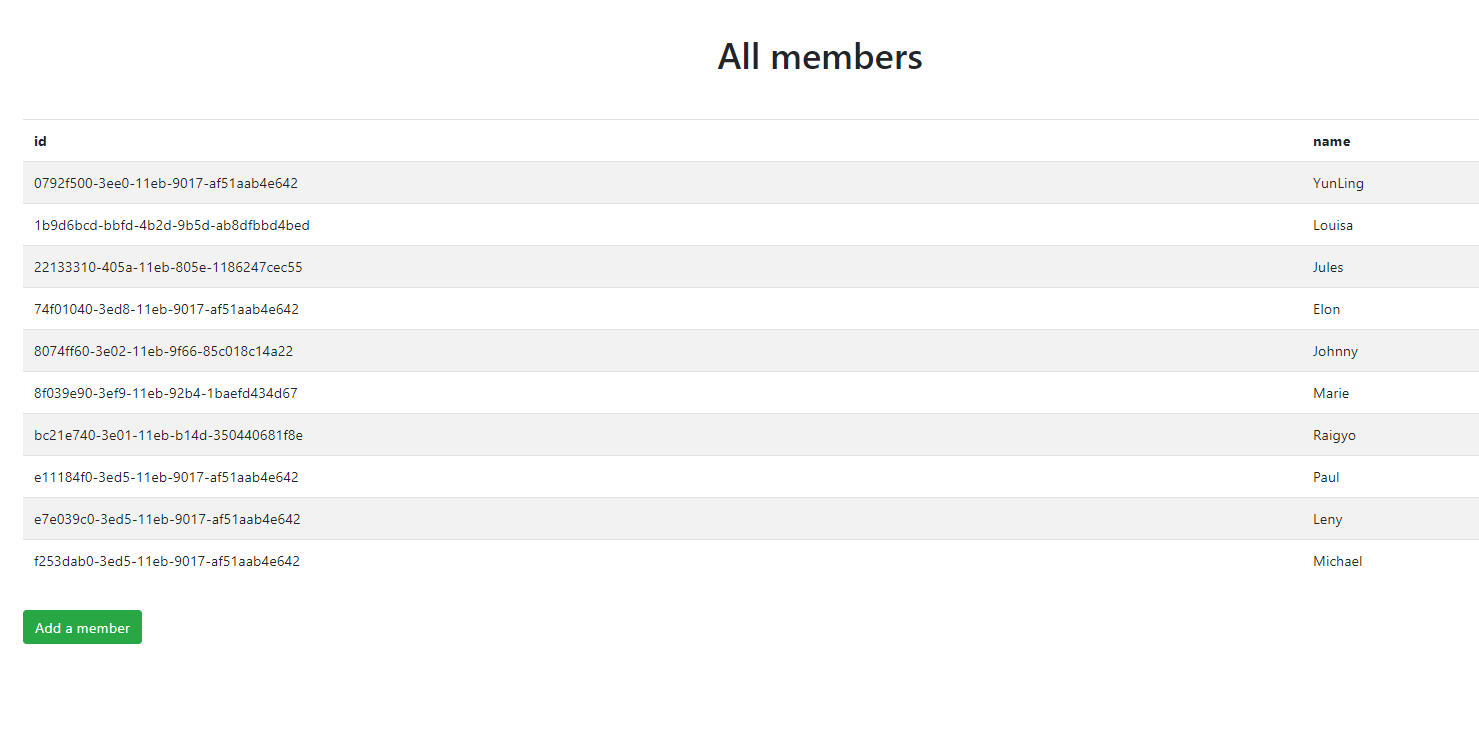 All members
id name
0792f500-3ee0-11eb-9017-af51aab4e642 YunLing
1b9d6bcd-bbfd-4b2d-9b5d-ab8dfbbd4bed Louisa
22133310-405a-11eb-805e-1186247cec55 Jules
74f01040-3ed8-11eb-9017-af51aab4e642 Elon
8074ff60-3e02-11eb-9f66-85c018c14a22 Johnny
8f039e90-3ef9-11eb-92b4-1baefd434d67 Marie
bc21e740-3e01-11eb-b14d-350440681f8e Raigyo
e11184f0-3ed5-11eb-9017-af51aab4e642 Paul
e7e039c0-3ed5-11eb-9017-af51aab4e642 Leny
f253dab0-3ed5-11eb-9017-af51aab4e642 Michael
Add a member